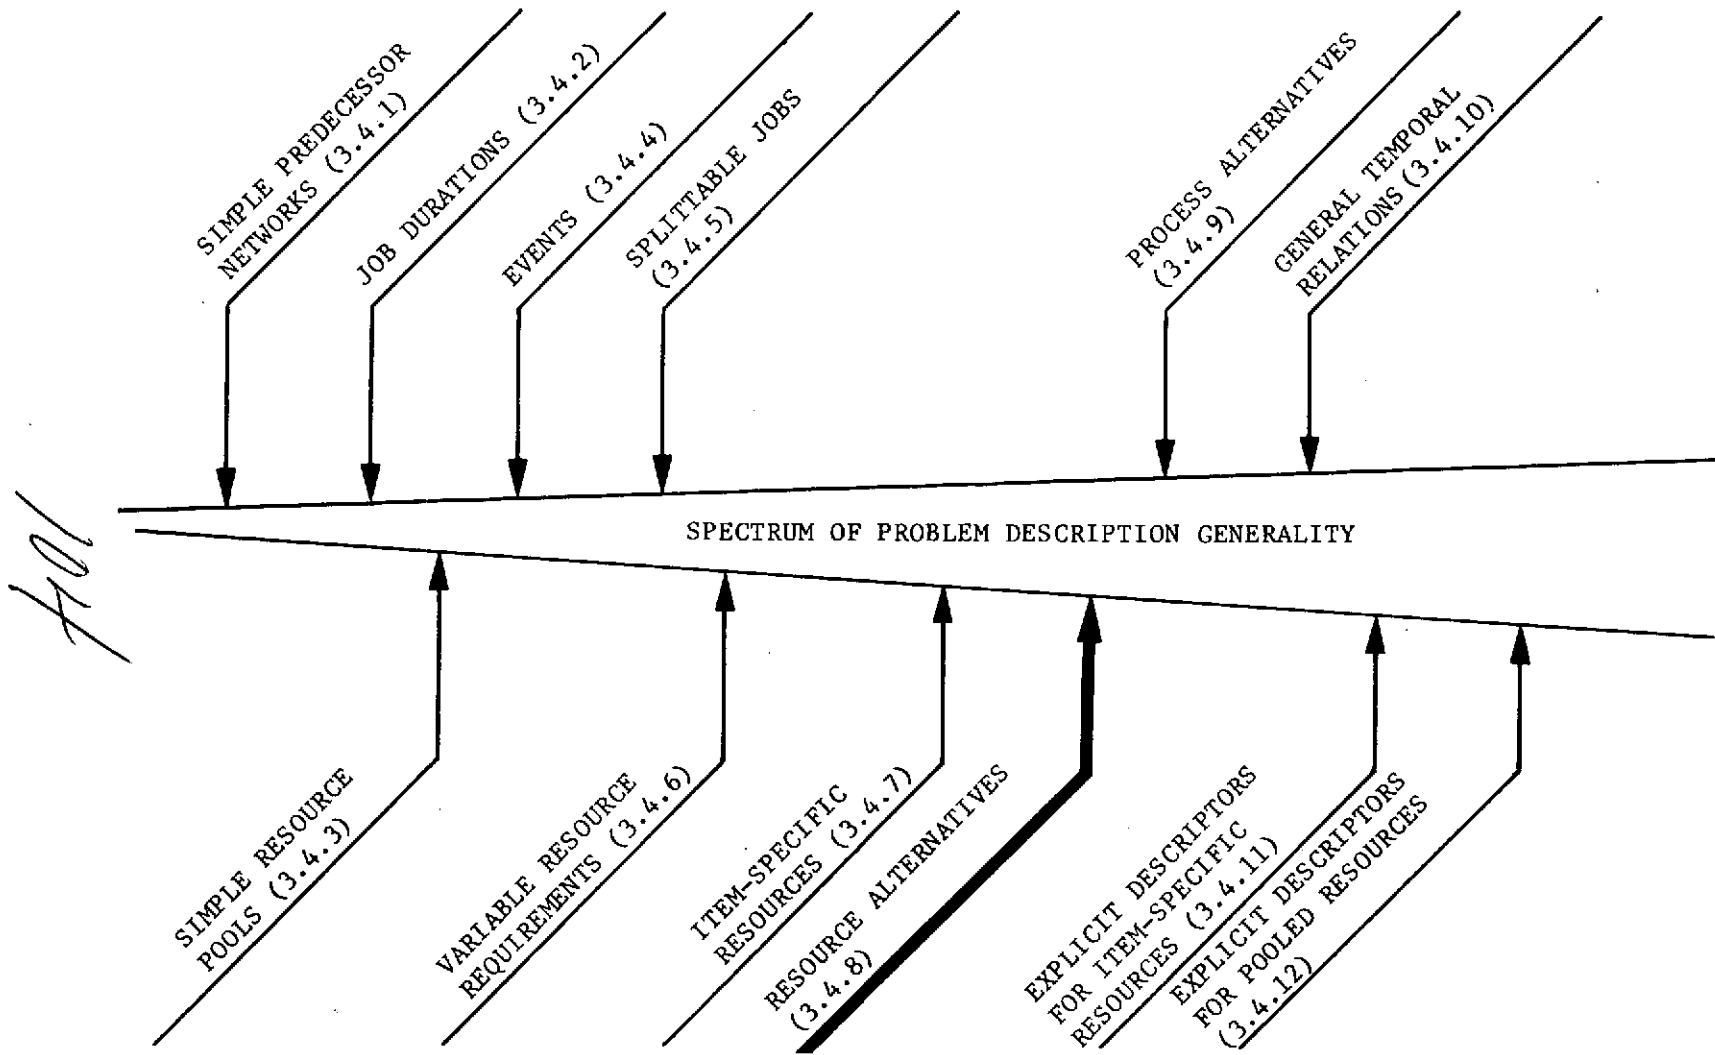 SIMPLE PREDECESSOR
NETWORKS (3.4.1)
JOB DURATIONS (3.4.2)
EVENTS (3.4.4)
SPLITTABLE JOBS
(3.4.5)
PROCESS ALTERNATIVES
(3.4.9)
GENERAL TEMPORAL
RELATIONS (3.4.10)
104
SPECTRUM OF PROBLEM DESCRIPTION GENERALITY
SIMPLE RESOURCE
POOLS (3.4.3)
VARIABLE RESOURCE
REQUIREMENTS (3.4.6)
ITEM-SPECIFIC
RESOURCES (3.4.7)
RESOURCE ALTERNATIVES
(3.4.8)
EXPLICIT DESCRIPTORS
FOR ITEM-SPECIFIC
RESOURCES (3.4.11)
EXPLICIT DESCRIPTORS
FOR POOLED RESOURCES
(3.4.12)